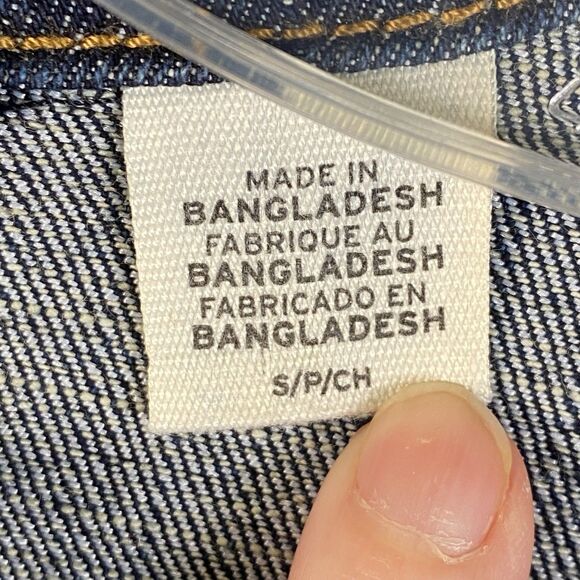 MADE IN
BANGLADESH
FABRIQUE AU
BANGLADESH
FABRICADO EN
BANGLADESH
S/P/CH